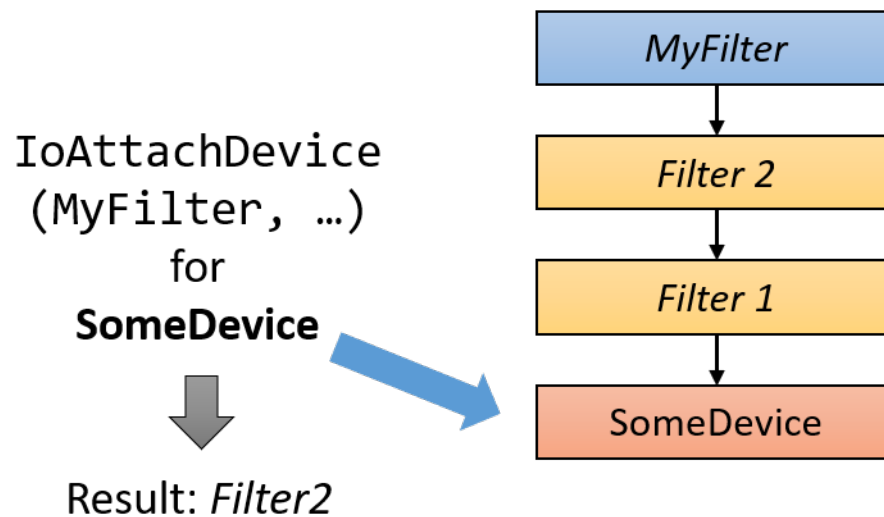 IoAttachDevice
(MyFilter, …)
for
SomeDevice
Result: Filter2
MyFilter
Filter 2
Filter 1
SomeDevice